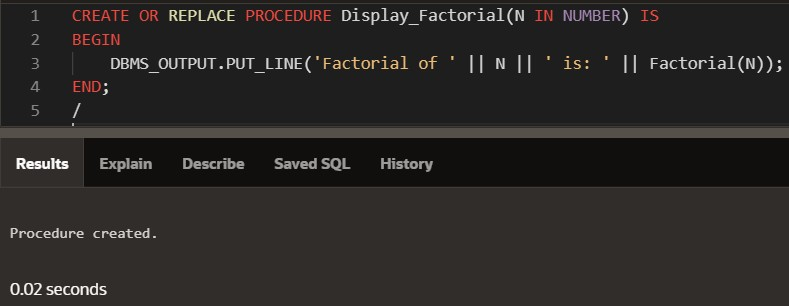 1 CREATE OR REPLACE PROCEDURE Display_Factorial(N IN NUMBER) IS
2 BEGIN
3 DBMS_OUTPUT.PUT_LINE('Factorial of ' || N || ' is: ' || Factorial(N));
4 END;
5 /
Results Explain Describe Saved SQL History
Procedure created.
0.02 seconds